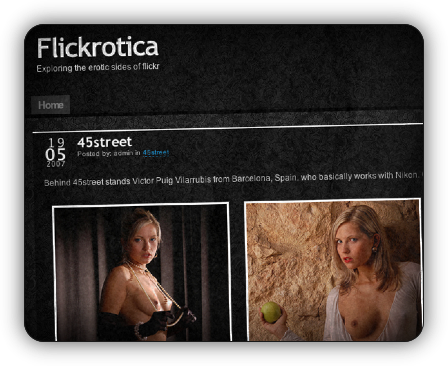 Flickrotica
Exploring the erotic sides of flickr
Home
19
05
2007
45street
Posted by: admin in 45street
Behind 45street stands Victor Puig Vilarrubis from Barcelona, Spain. who basically works with Nikon.